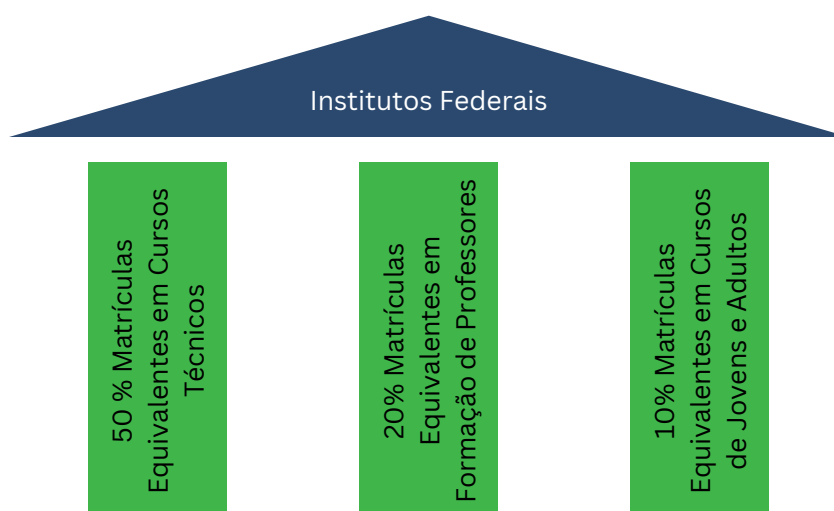 Institutos Federais
50 % Matrículas
Equivalentes em Cursos
Técnicos
20% Matrículas
Equivalentes em
Formação de Professores
10% Matrículas
Equivalentes em Cursos
de Jovens e Adultos